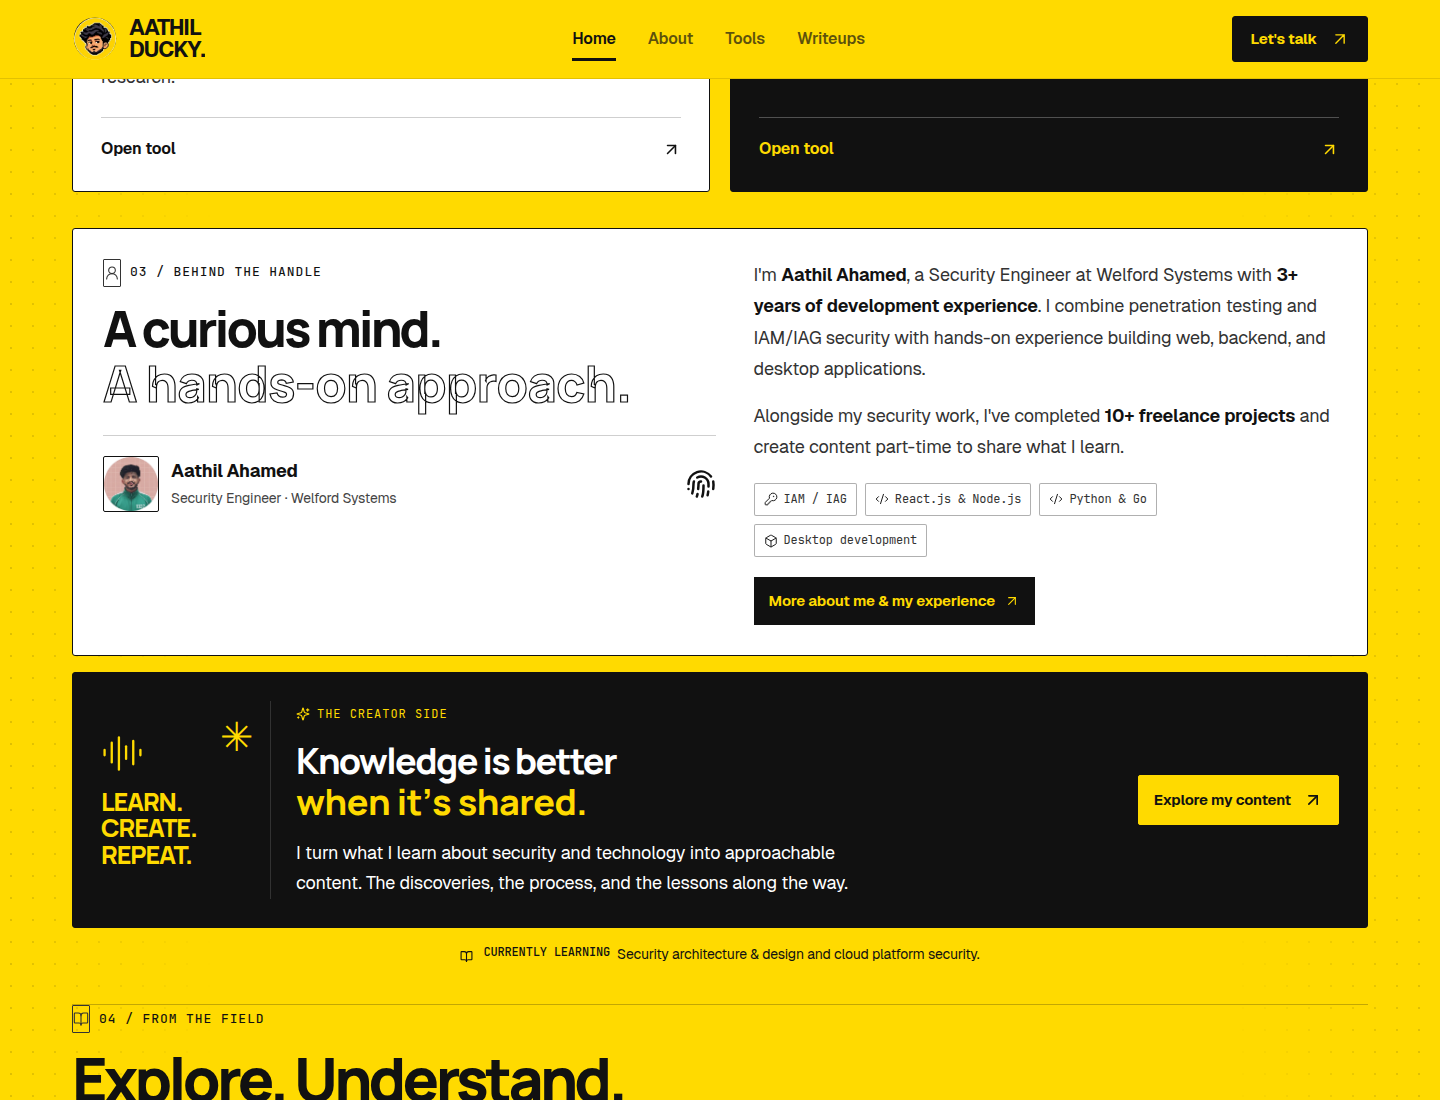 AATHIL
DUCKY.
Home
About
Tools
Writeups
Let's talk
research.
Open tool
Open tool
03 / BEHIND THE HANDLE
A curious mind.
A hands-on approach.
Aathil Ahamed
Security Engineer · Welford Systems
I'm Aathil Ahamed, a Security Engineer at Welford Systems with 3+
years of development experience. I combine penetration testing and
IAM/IAG security with hands-on experience building web, backend, and
desktop applications.
Alongside my security work, I've completed 10+ freelance projects and
create content part-time to share what I learn.
IAM / IAG
React.js & Node.js
Python & Go
Desktop development
More about me & my experience
LEARN.
CREATE.
REPEAT.
THE CREATOR SIDE
Knowledge is better
when it's shared.
I turn what I learn about security and technology into approachable
content. The discoveries, the process, and the lessons along the way.
Explore my content
CURRENTLY LEARNING Security architecture & design and cloud platform security.
04 / FROM THE FIELD
Explore. Understand.